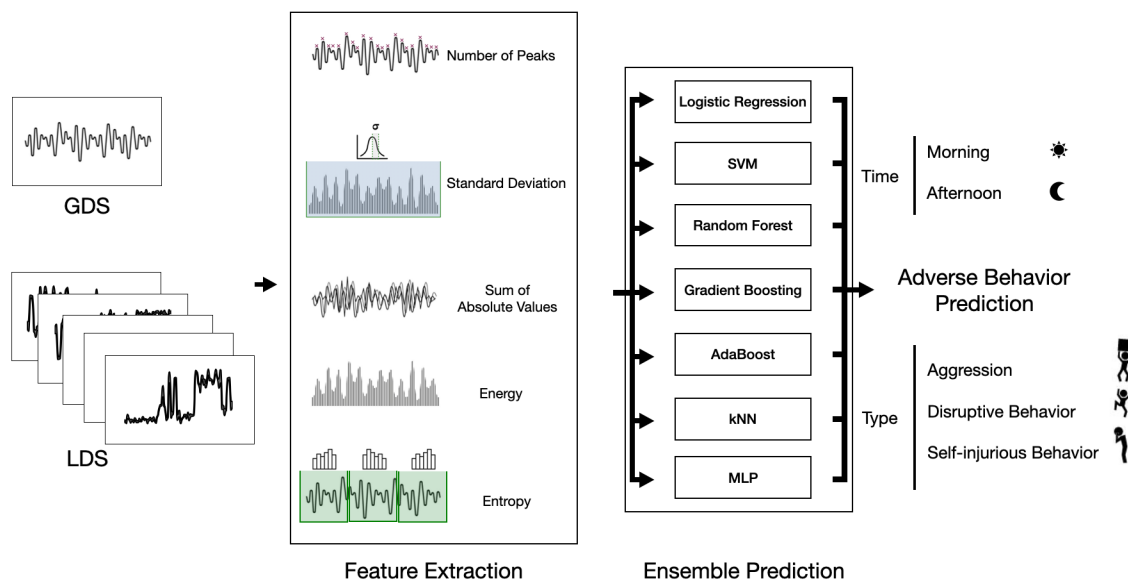 GDS
LDS
Number of Peaks
σ
Standard Deviation
Sum of
Absolute Values
Energy
Entropy
Feature Extraction
Logistic Regression
SVM
Random Forest
Gradient Boosting
AdaBoost
kNN
MLP
Ensemble Prediction
Time
Morning
Afternoon
Adverse Behavior
Prediction
Type
Aggression
Disruptive Behavior
Self-injurious Behavior